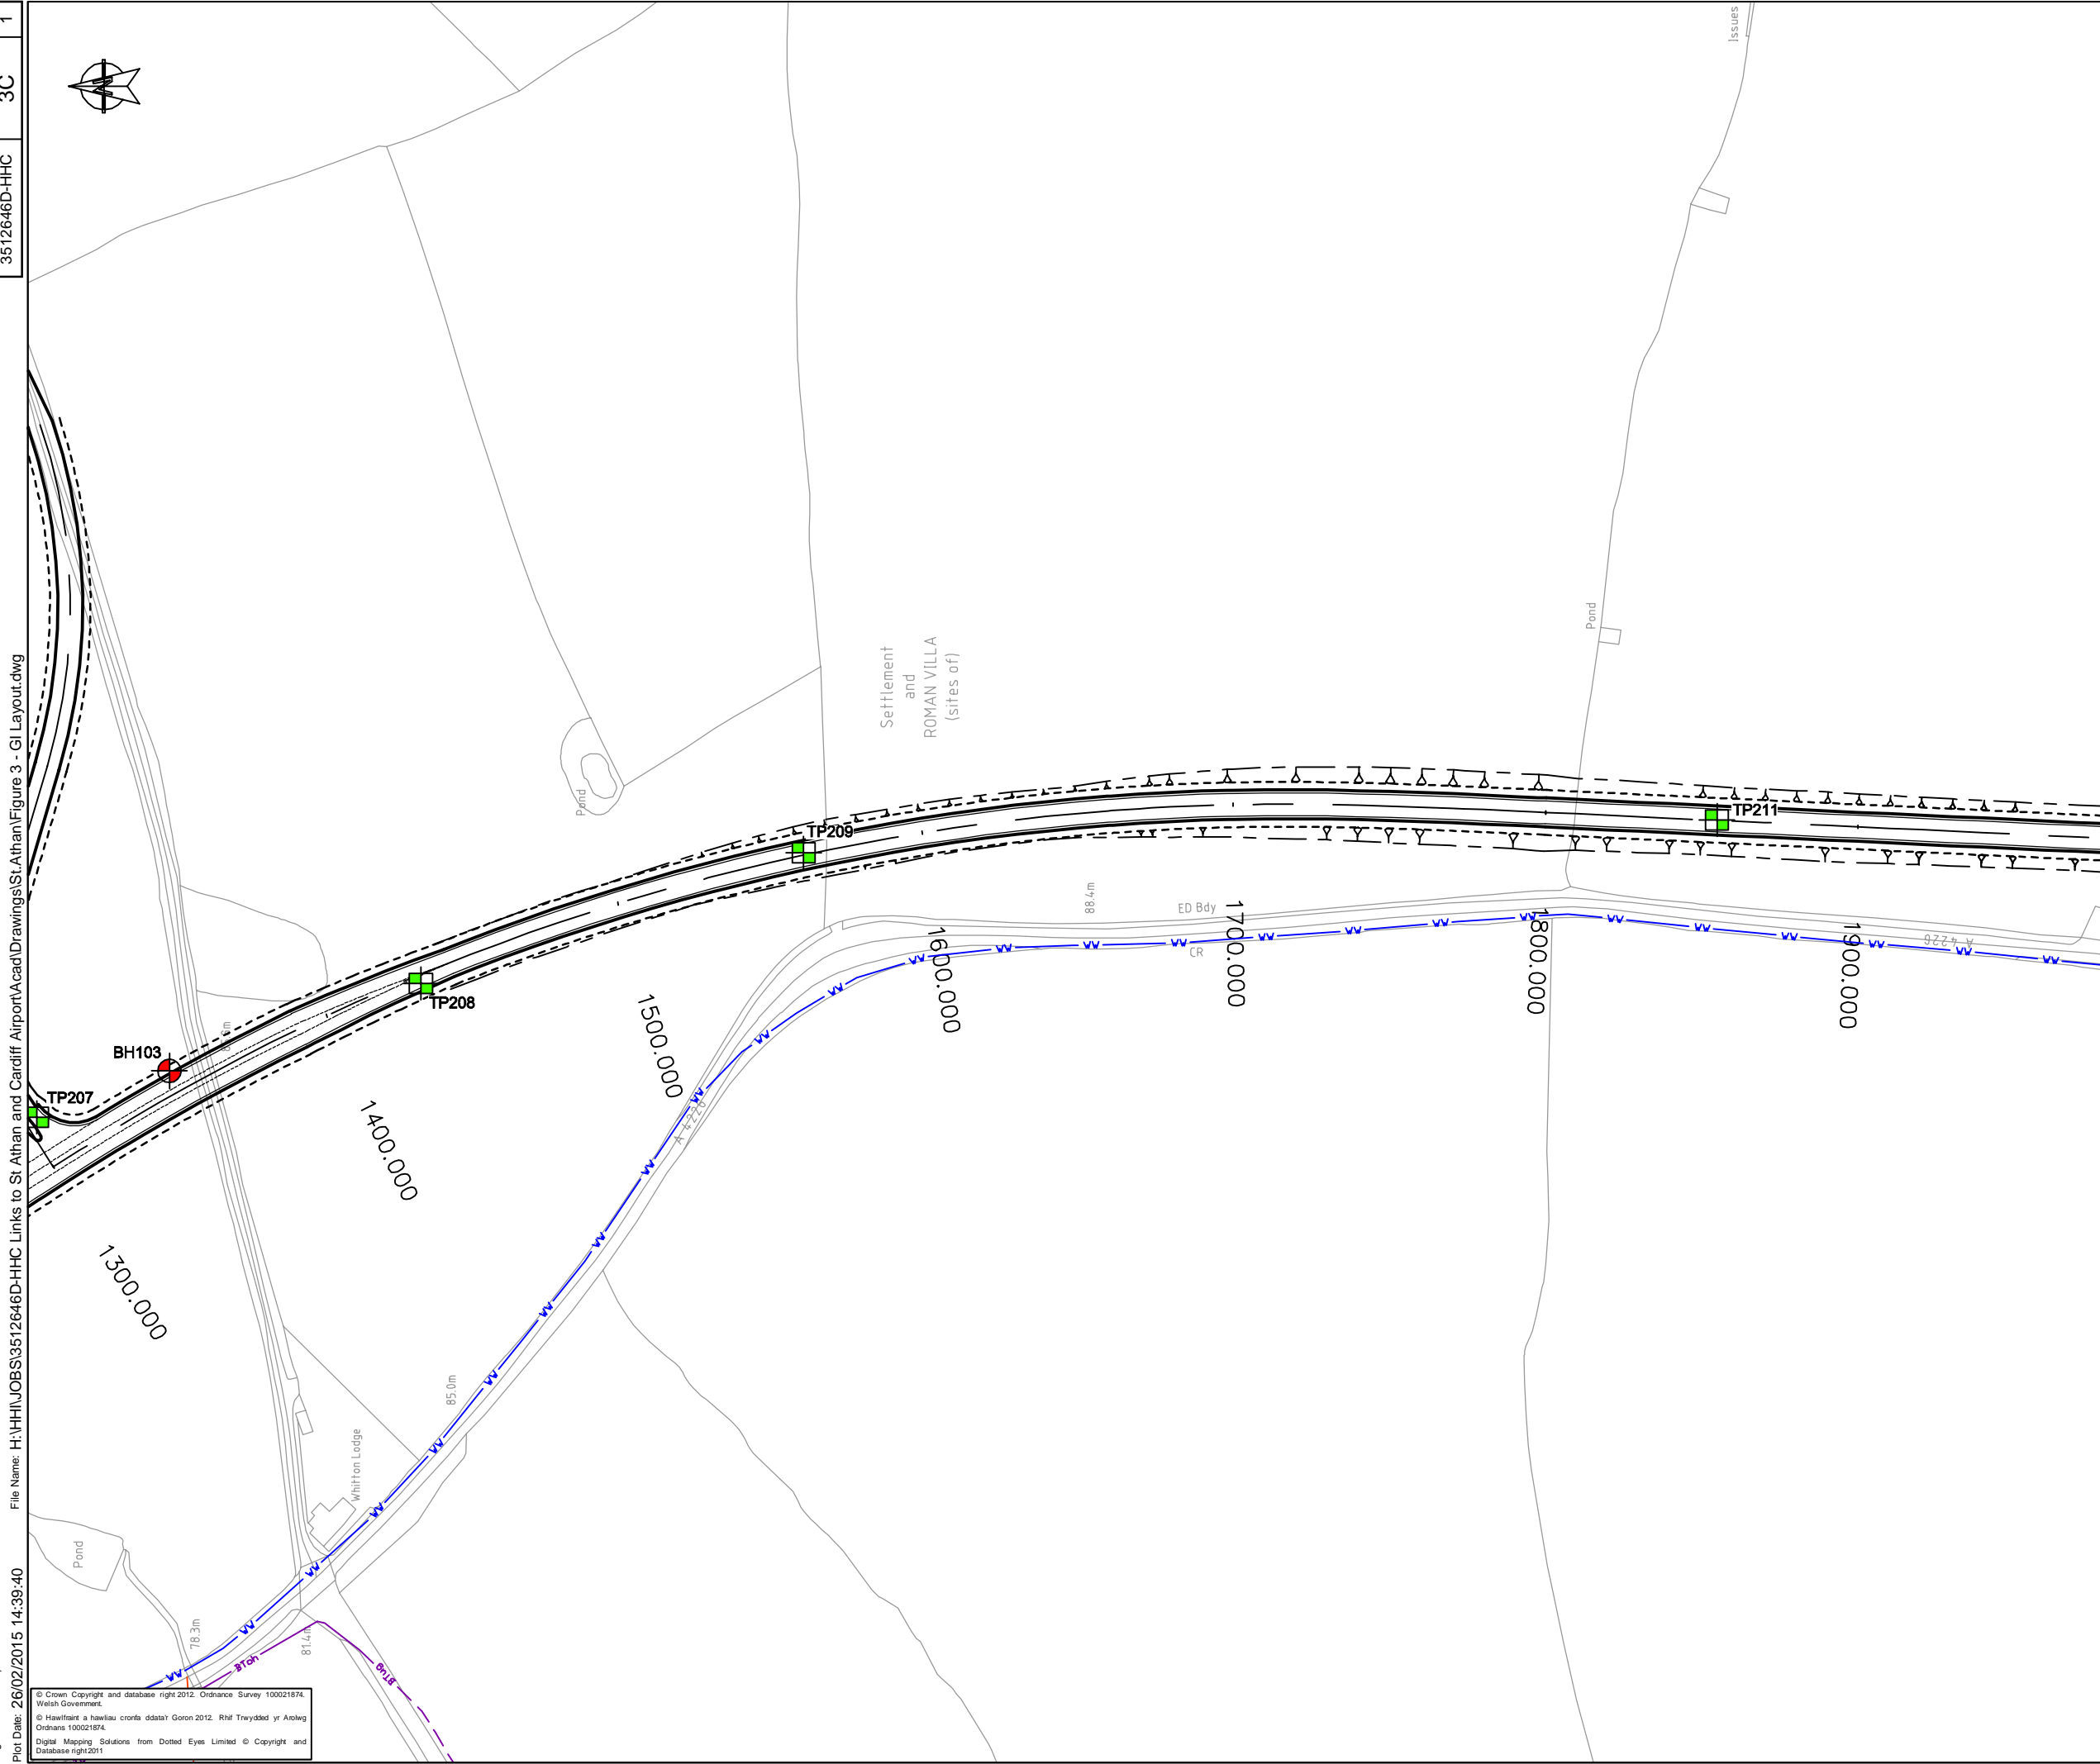 1
3C
3512646D-HHC
File Name: H:\HHI\JOBS\3512646D-HHC Links to St Athan and Cardiff Airport\Acad\Drawings\St.Athan\Figure 3 - GI Layout.dwg
Plot Date: 26/02/2015 14:39:40
N
Issues
Pond
Settlement
and
ROMAN VILLA
(sites of)
Pond
TP209
TP211
88.4m
ED Bdy
CR
A 4226
TP208
BH103
TP207
A 4226
1300.000
1400.000
1500.000
1600.000
1700.000
1800.000
1900.000
85.0m
Whitton Lodge
Pond
78.3m
81.4m
BToh
BTug
W
© Crown Copyright and database right 2012. Ordnance Survey 100021874.
Welsh Government.
© Hawlfraint a hawliau cronfa ddata'r Goron 2012. Rhif Trwydded yr Arolwg
Ordnans 100021874.
Digital Mapping Solutions from Dotted Eyes Limited © Copyright and
Database right 2011